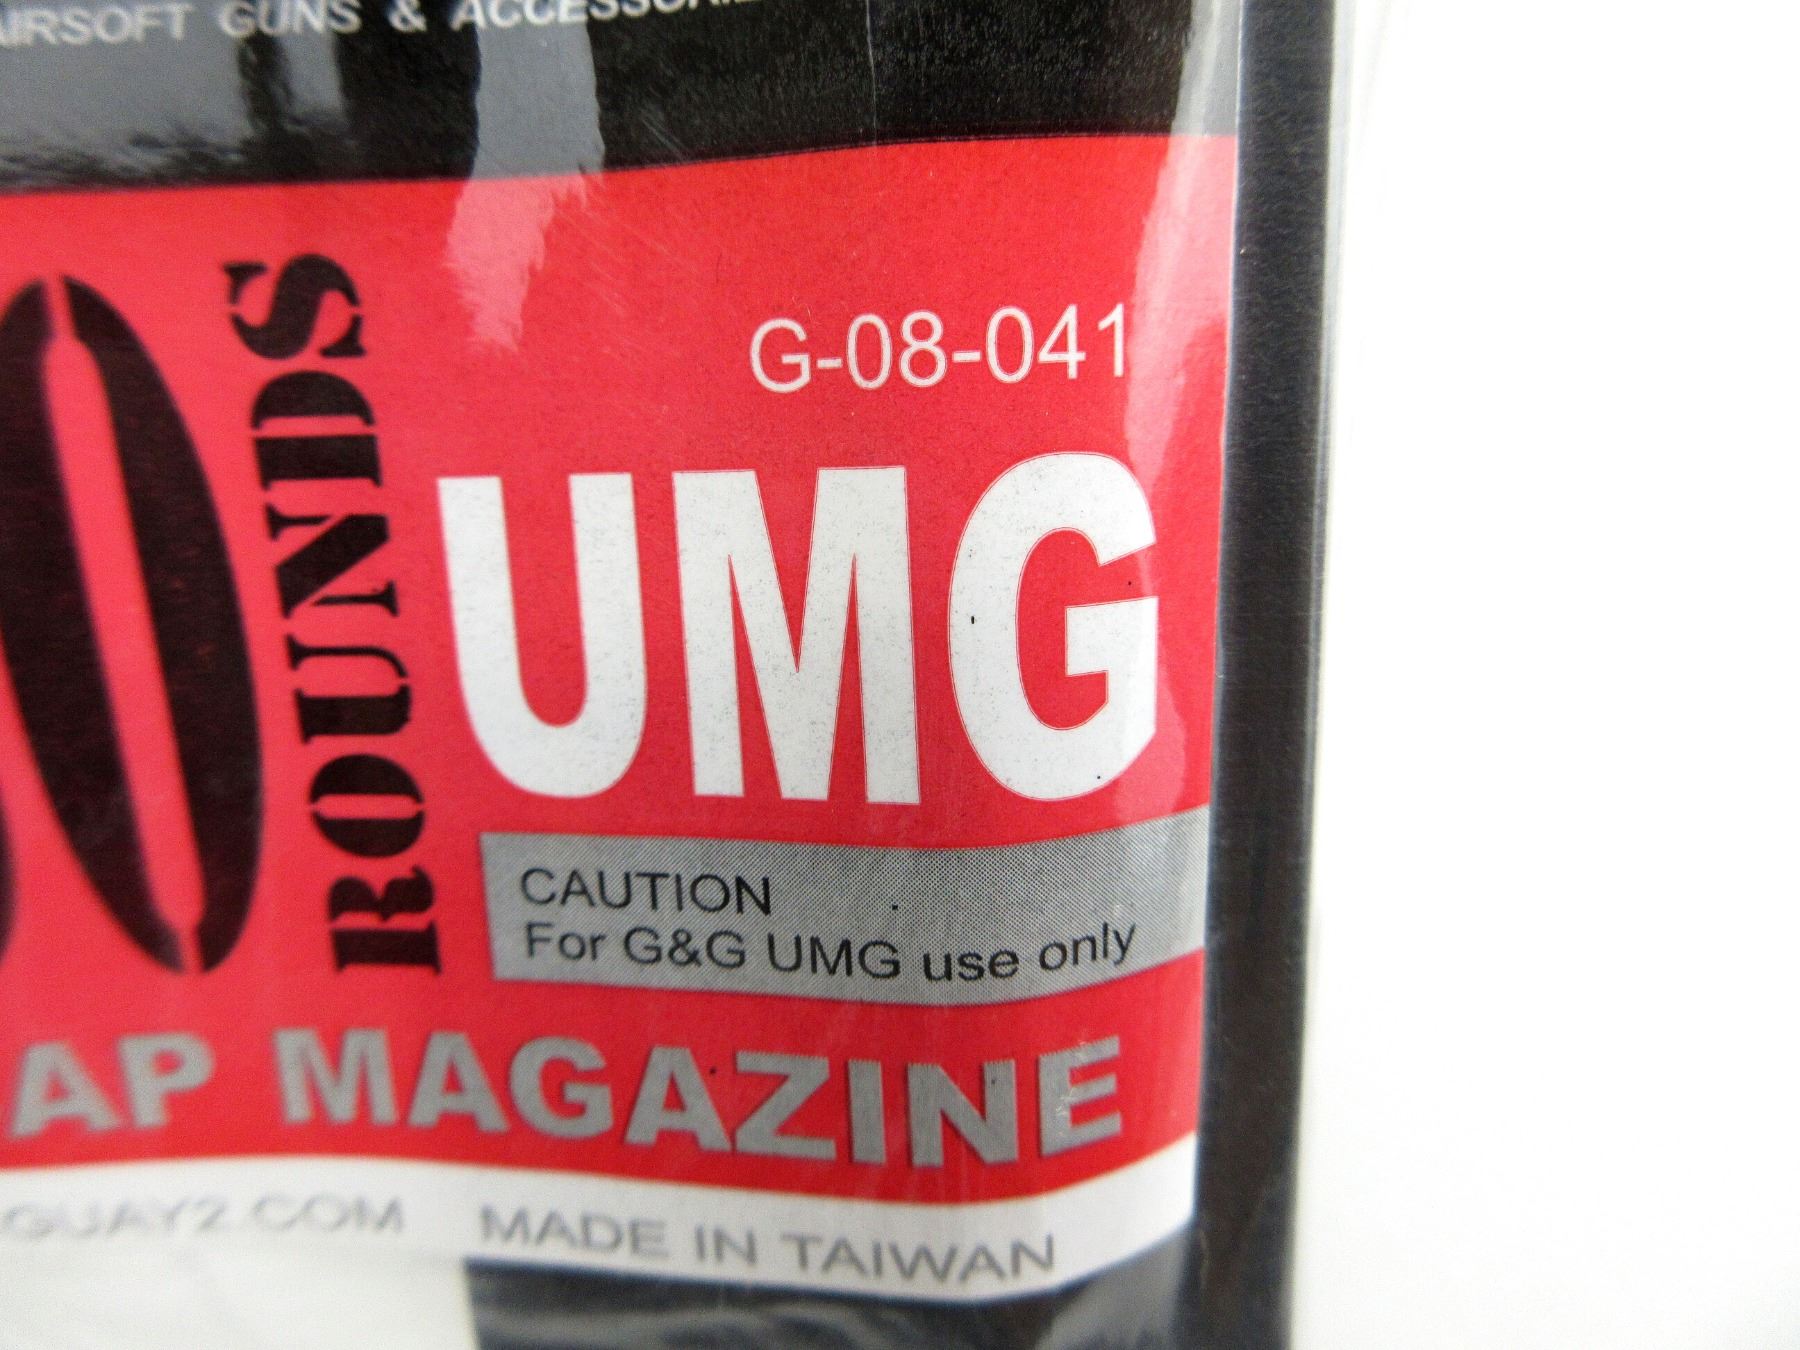 AIRSOFT GUNS & ACCESSORIE
0
ROUNDS
G-08-041
UMG
CAUTION
For G&G UMG use only
AP MAGAZINE
GUAY2.COM MADE IN TAIWAN